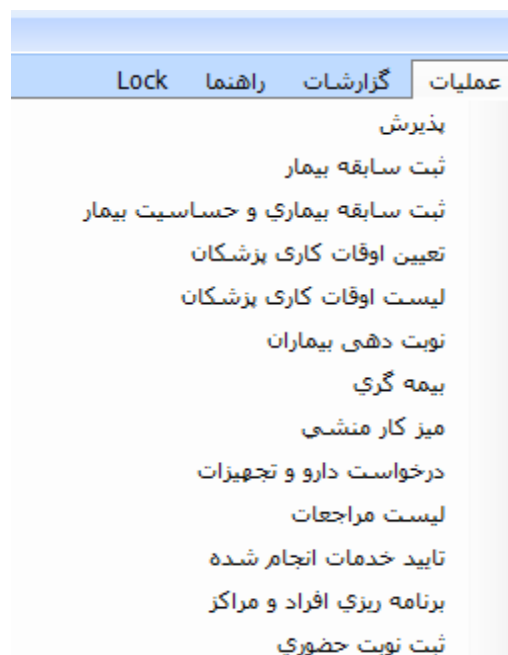 عملیات گزارشات راهنما Lock
پذیرش
ثبت سابقه بیمار
ثبت سابقه بیماري و حساسیت بیمار
تعیین اوقات کاری پزشکان
لیست اوقات کاری پزشکان
نوبت دهی بیماران
بیمه گري
میز کار منشي
درخواست دارو و تجهیزات
لیست مراجعات
تایید خدمات انجام شده
برنامه ریزي افراد و مراکز
ثبت نوبت حضوري